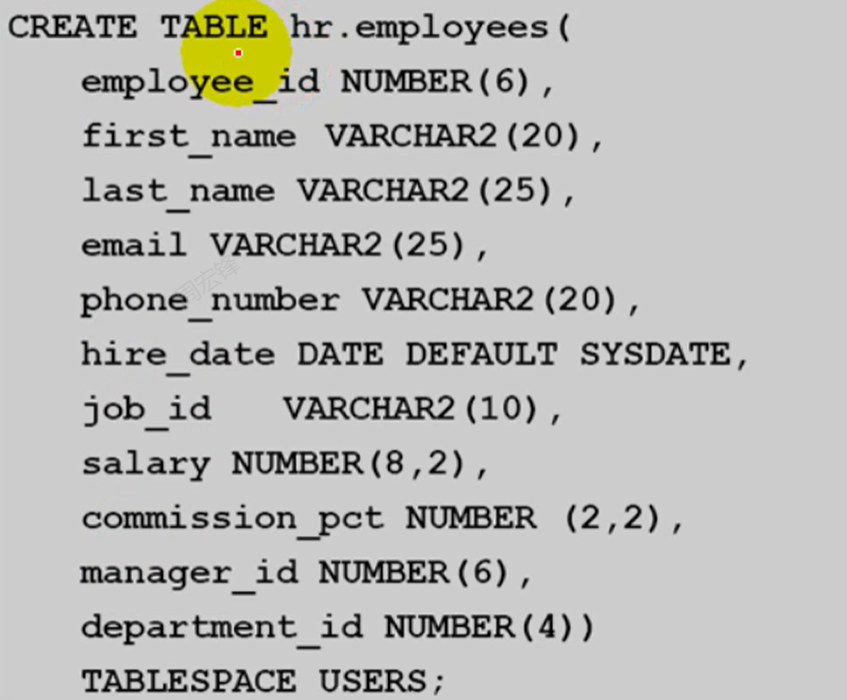 CREATE TABLE hr.employees(
employee_id NUMBER(6),
first_name VARCHAR2(20),
last_name VARCHAR2(25),
email VARCHAR2(25),
phone_number VARCHAR2(20),
hire_date DATE DEFAULT SYSDATE,
job_id VARCHAR2(10),
salary NUMBER(8,2),
commission_pct NUMBER (2,2),
manager_id NUMBER(6),
department_id NUMBER(4))
TABLESPACE USERS;